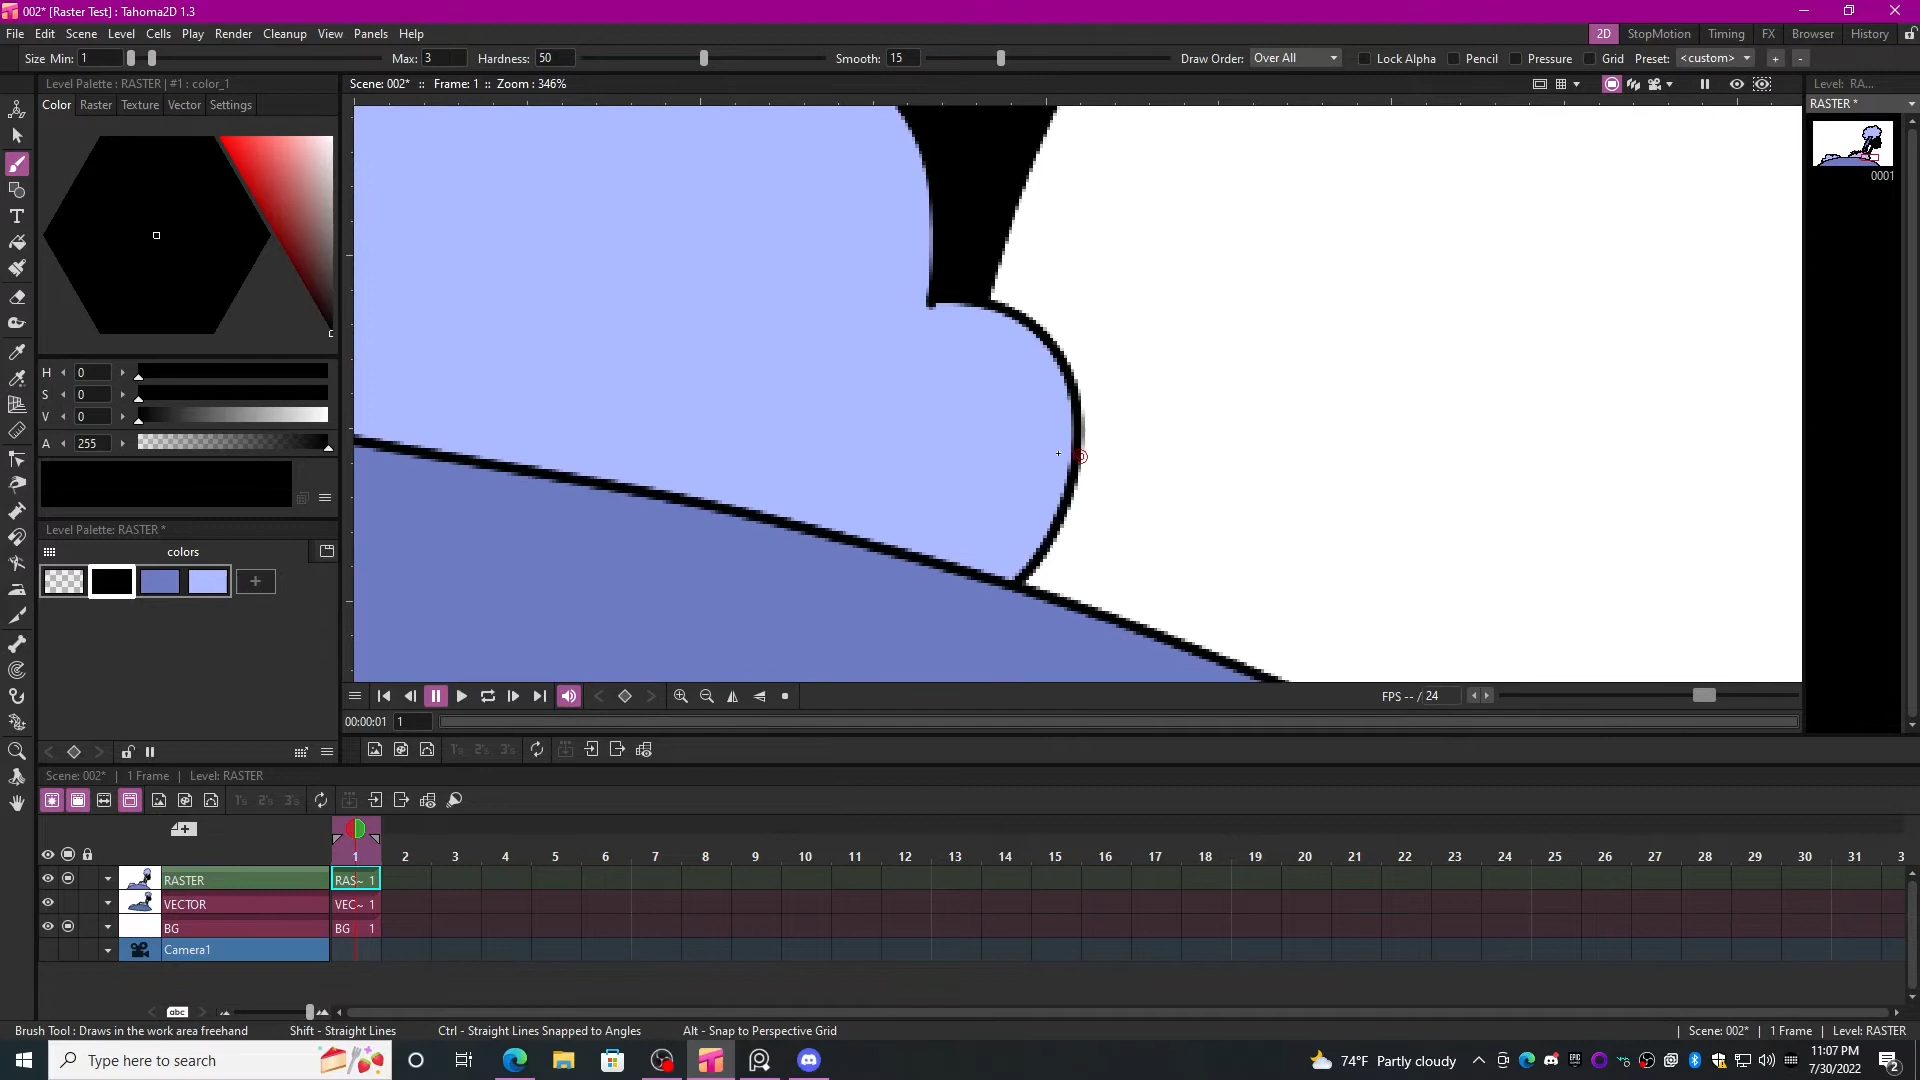 002* [Raster Test] : Tahoma2D 1.3
File Edit Scene Level Cells Play Render Cleanup View Panels Help
2D StopMotion Timing FX Browser History
Size Min: 1 Max: 3 Hardness: 50 Smooth: 15 Draw Order: Over All Lock Alpha Pencil Pressure Grid Preset: <custom> + -
Level Palette: RASTER | #1 : color_1
Scene: 002* :: Frame: 1 :: Zoom : 346%
Level: RA...
Color Raster Texture Vector Settings
RASTER *
0001
H 0
S 0
V 0
A 255
Level Palette: RASTER *
colors
+
FPS -- / 24
00:00:01 1
1's 2's 3's
Scene: 002* | 1 Frame | Level: RASTER
1's 2's 3's
1 2 3 4 5 6 7 8 9 10 11 12 13 14 15 16 17 18 19 20 21 22 23 24 25 26 27 28 29 30 31 3
RASTER RAS~ 1
VECTOR VEC~ 1
BG BG 1
Camera1
abc
Brush Tool : Draws in the work area freehand Shift - Straight Lines Ctrl - Straight Lines Snapped to Angles Alt - Snap to Perspective Grid | Scene: 002* | 1 Frame | Level: RASTER
Type here to search
74°F Partly cloudy
11:07 PM
7/30/2022
2